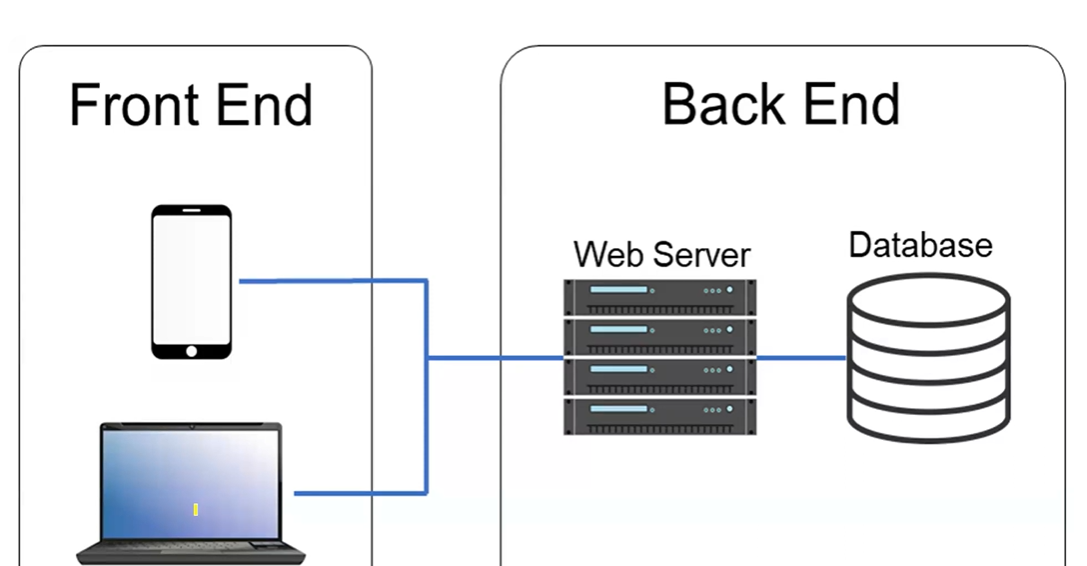 Front End
Back End
Web Server
Database